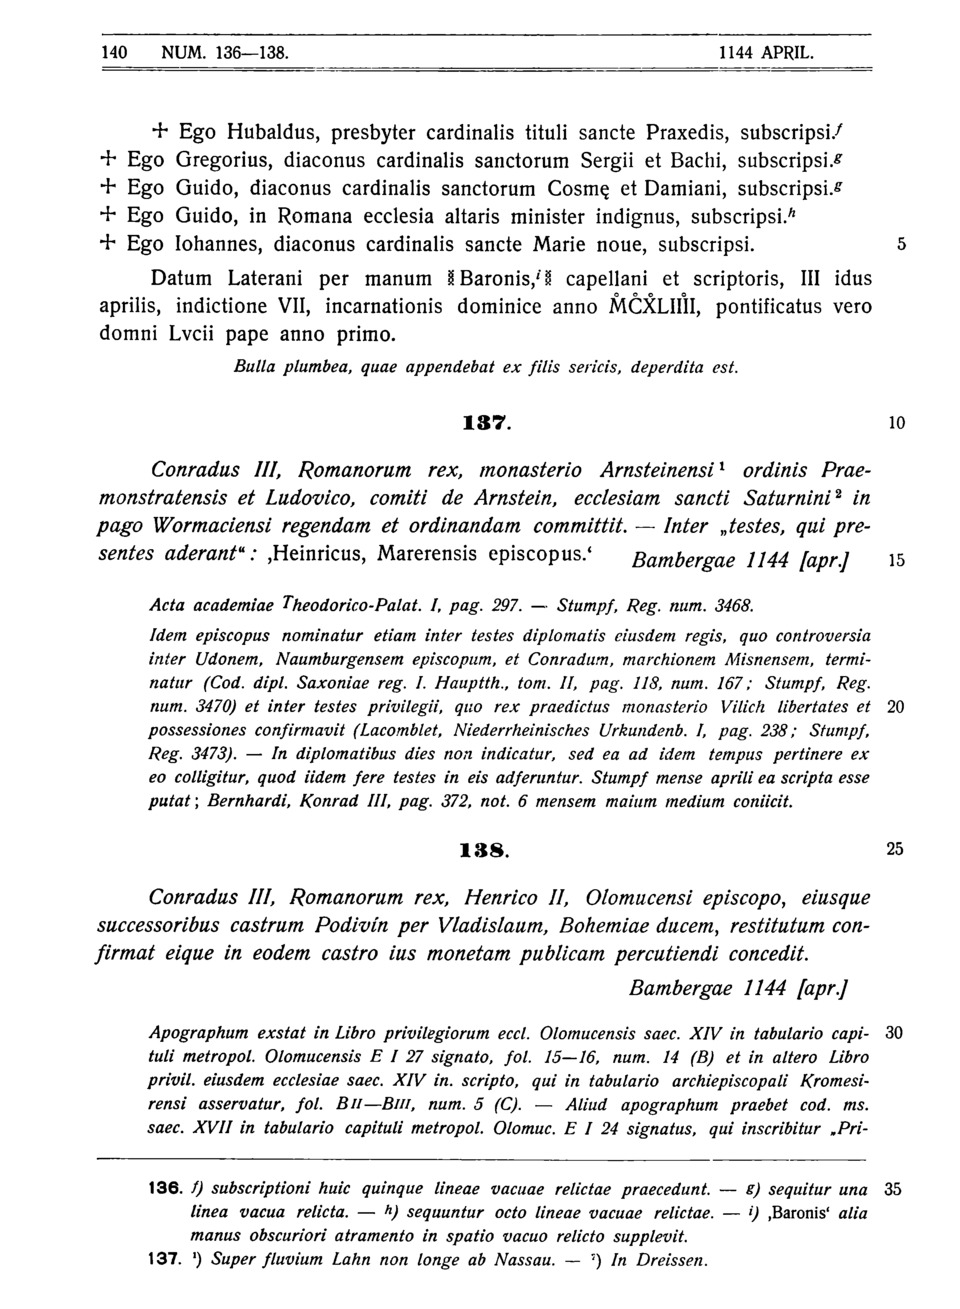 140 NUM. 136—138. 1144 APRIL.
+ Ego Hubaldus, presbyter cardinalis tituli sancte Praxedis, subscripsi.f
+ Ego Gregorius, diaconus cardinalis sanctorum Sergii et Bachi, subscripsi.g
+ Ego Guido, diaconus cardinalis sanctorum Cosmę et Damiani, subscripsi.g
+ Ego Guido, in Romana ecclesia altaris minister indignus, subscripsi.h
+ Ego Iohannes, diaconus cardinalis sancte Marie noue, subscripsi. 5
Datum Laterani per manum ⁑Baronis,i⁑ capellani et scriptoris, III idus
aprilis, indictione VII, incarnationis dominice anno M̊C̊X̊LIII̊I, pontificatus vero
domni Lvcii pape anno primo.
Bulla plumbea, quae appendebat ex filis sericis, deperdita est.
137. 10
Conradus III, Romanorum rex, monasterio Arnsteinensi¹ ordinis Prae-
monstratensis et Ludovico, comiti de Arnstein, ecclesiam sancti Saturnini² in
pago Wormaciensi regendam et ordinandam committit. — Inter „testes, qui pre-
sentes aderant“: ‚Heinricus, Marerensis episcopus.‘ Bambergae 1144 [apr.] 15
Acta academiae Theodorico-Palat. I, pag. 297. — Stumpf, Reg. num. 3468.
Idem episcopus nominatur etiam inter testes diplomatis eiusdem regis, quo controversia
inter Udonem, Naumburgensem episcopum, et Conradum, marchionem Misnensem, termi-
natur (Cod. dipl. Saxoniae reg. I. Hauptth., tom. II, pag. 118, num. 167; Stumpf, Reg.
num. 3470) et inter testes privilegii, quo rex praedictus monasterio Vilich libertates et 20
possessiones confirmavit (Lacomblet, Niederrheinisches Urkundenb. I, pag. 238; Stumpf,
Reg. 3473). — In diplomatibus dies non indicatur, sed ea ad idem tempus pertinere ex
eo colligitur, quod iidem fere testes in eis adferuntur. Stumpf mense aprili ea scripta esse
putat; Bernhardi, Konrad III, pag. 372, not. 6 mensem maium medium coniicit.
138. 25
Conradus III, Romanorum rex, Henrico II, Olomucensi episcopo, eiusque
successoribus castrum Podivín per Vladislaum, Bohemiae ducem, restitutum con-
firmat eique in eodem castro ius monetam publicam percutiendi concedit.
Bambergae 1144 [apr.]
Apographum exstat in Libro privilegiorum eccl. Olomucensis saec. XIV in tabulario capi- 30
tuli metropol. Olomucensis E I 27 signato, fol. 15—16, num. 14 (B) et in altero Libro
privil. eiusdem ecclesiae saec. XIV in. scripto, qui in tabulario archiepiscopali Kromesi-
rensi asservatur, fol. BII—BIII, num. 5 (C). — Aliud apographum praebet cod. ms.
saec. XVII in tabulario capituli metropol. Olomuc. E I 24 signatus, qui inscribitur „Pri-
136. f) subscriptioni huic quinque lineae vacuae relictae praecedunt. — g) sequitur una 35
linea vacua relicta. — h) sequuntur octo lineae vacuae relictae. — i) ‚Baronis‘ alia
manus obscuriori atramento in spatio vacuo relicto supplevit.
137. ¹) Super fluvium Lahn non longe ab Nassau. — ²) In Dreissen.